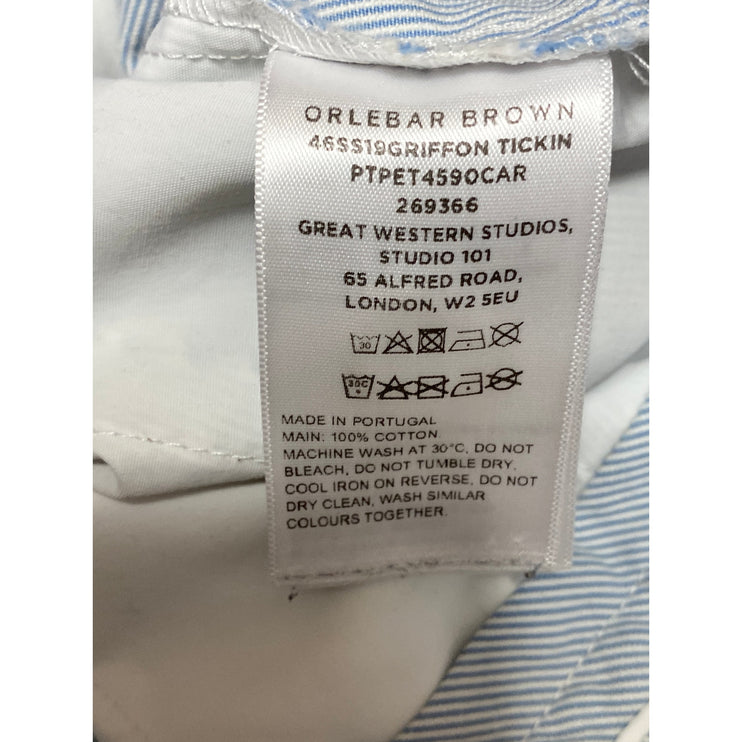 ORLEBAR BROWN
46SS19GRIFFON TICKIN
PTPET4590CAR
269366
GREAT WESTERN STUDIOS,
STUDIO 101
65 ALFRED ROAD,
LONDON, W2 5EU
30
30C
MADE IN PORTUGAL
MAIN: 100% COTTON.
MACHINE WASH AT 30°C, DO NOT
BLEACH, DO NOT TUMBLE DRY,
COOL IRON ON REVERSE, DO NOT
DRY CLEAN, WASH SIMILAR
COLOURS TOGETHER.